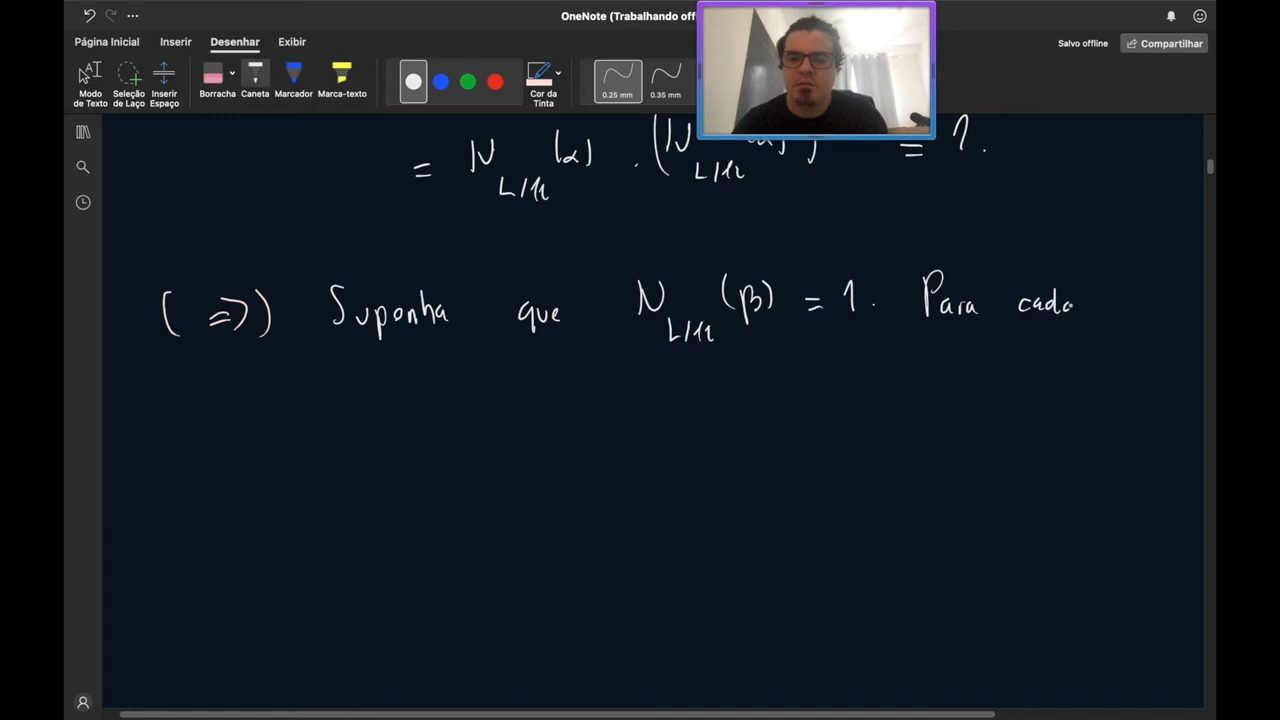 OneNote (Trabalhando off
Página Inicial Inserir Desenhar Exibir
Salvo offline Compartilhar
Modo de Texto
Seleção de Laço
Inserir Espaço
Borracha
Caneta
Marcador
Marca-texto
Cor da Tinta
0.25 mm
0.35 mm
= N_{L/k} (α) . (N_{L/k} = 1.
(⇒) Suponha que N_{L/k} (β) = 1. Para cada